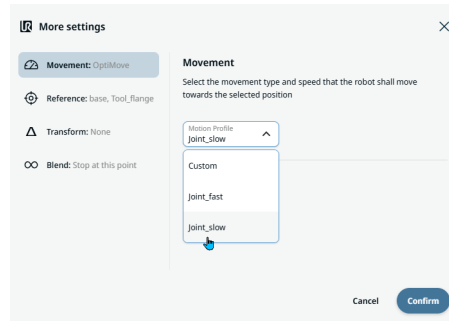 UR More settings
Movement: OptiMove
Reference: base, Tool_flange
Transform: None
Blend: Stop at this point
Movement
Select the movement type and speed that the robot shall move
towards the selected position
Motion Profile
Joint_slow
Custom
Joint_fast
Joint_slow
Cancel
Confirm